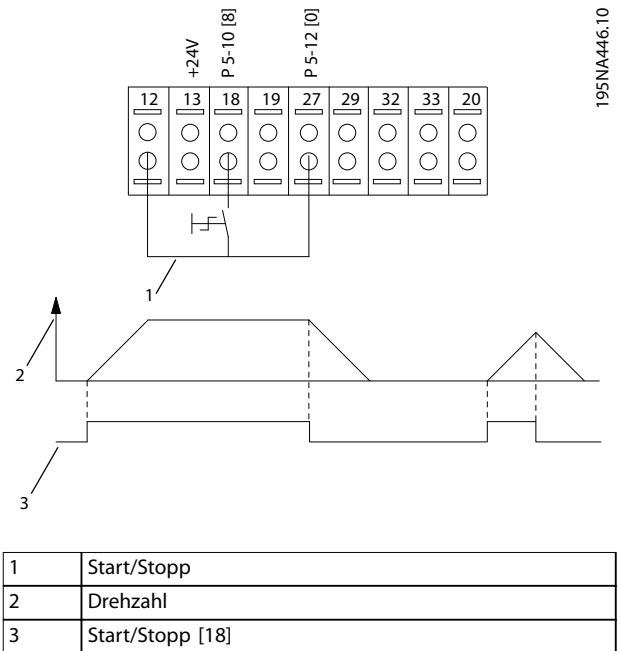 +24V
P 5-10 [8]
P 5-12 [0]
195NA446.10
12 13 18 19 27 29 32 33 20
1
2
3
1 Start/Stopp
2 Drehzahl
3 Start/Stopp [18]